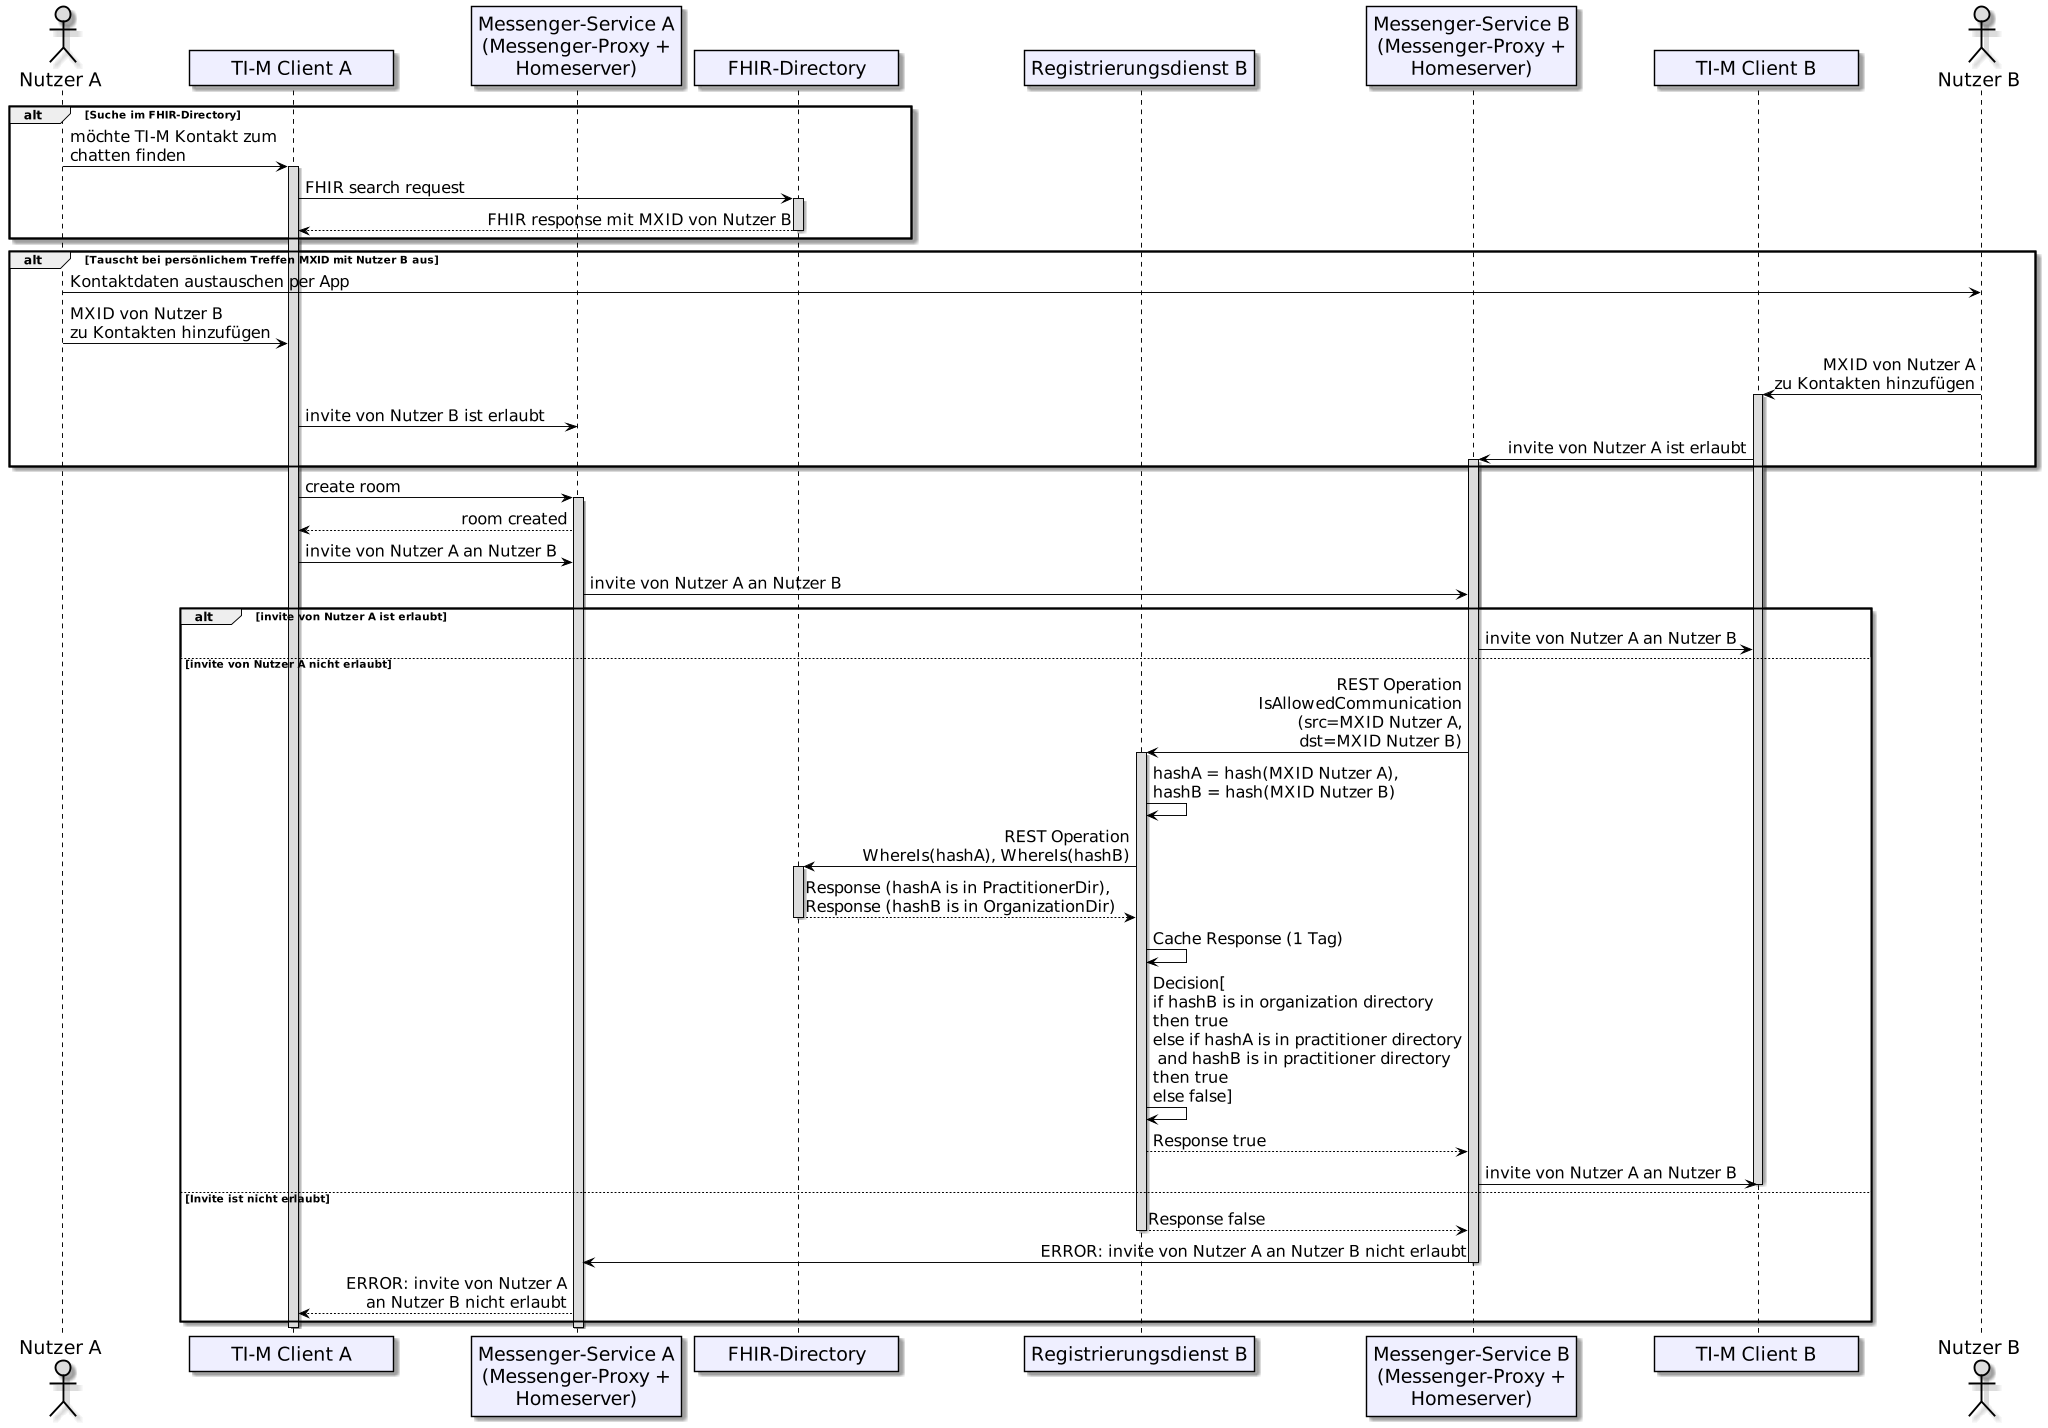 Nutzer A
TI-M Client A
Messenger-Service A
(Messenger-Proxy +
Homeserver)
FHIR-Directory
Registrierungsdienst B
Messenger-Service B
(Messenger-Proxy +
Homeserver)
TI-M Client B
Nutzer B
alt
[Suche im FHIR-Directory]
möchte TI-M Kontakt zum
chatten finden
FHIR search request
FHIR response mit MXID von Nutzer B
alt
[Tauscht bei persönlichem Treffen MXID mit Nutzer B aus]
Kontaktdaten austauschen per App
MXID von Nutzer B
zu Kontakten hinzufügen
MXID von Nutzer A
zu Kontakten hinzufügen
invite von Nutzer B ist erlaubt
invite von Nutzer A ist erlaubt
create room
room created
invite von Nutzer A an Nutzer B
invite von Nutzer A an Nutzer B
alt
[invite von Nutzer A ist erlaubt]
invite von Nutzer A an Nutzer B
[invite von Nutzer A nicht erlaubt]
REST Operation
IsAllowedCommunication
(src=MXID Nutzer A,
dst=MXID Nutzer B)
hashA = hash(MXID Nutzer A),
hashB = hash(MXID Nutzer B)
REST Operation
WhereIs(hashA), WhereIs(hashB)
Response (hashA is in PractitionerDir),
Response (hashB is in OrganizationDir)
Cache Response (1 Tag)
Decision[
if hashB is in organization directory
then true
else if hashA is in practitioner directory
and hashB is in practitioner directory
then true
else false]
Response true
invite von Nutzer A an Nutzer B
[Invite ist nicht erlaubt]
Response false
ERROR: invite von Nutzer A an Nutzer B nicht erlaubt
ERROR: invite von Nutzer A
an Nutzer B nicht erlaubt
Nutzer A
TI-M Client A
Messenger-Service A
(Messenger-Proxy +
Homeserver)
FHIR-Directory
Registrierungsdienst B
Messenger-Service B
(Messenger-Proxy +
Homeserver)
TI-M Client B
Nutzer B